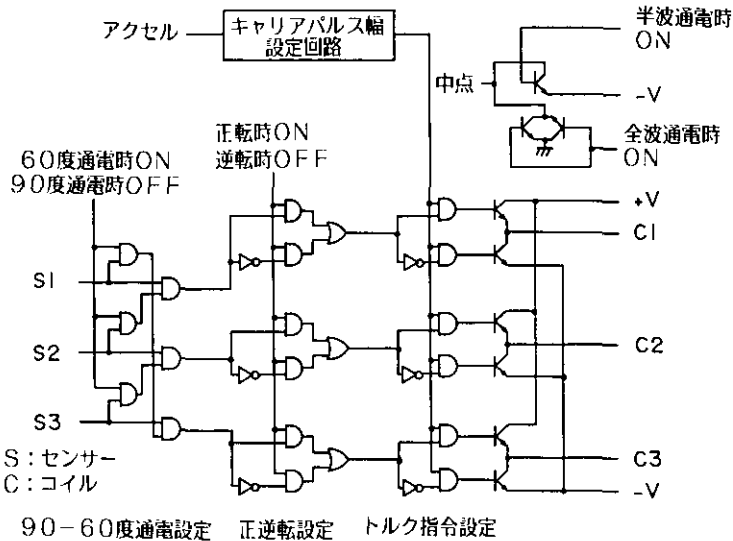 アクセル
キャリアパルス幅
設定回路
半波通電時
ON
中点
-V
全波通電時
ON
正転時ON
逆転時OFF
60度通電時ON
90度通電時OFF
+V
C1
S1
S2
C2
S3
C3
-V
S:センサー
C:コイル
90-60度通電設定
正逆転設定
トルク指令設定